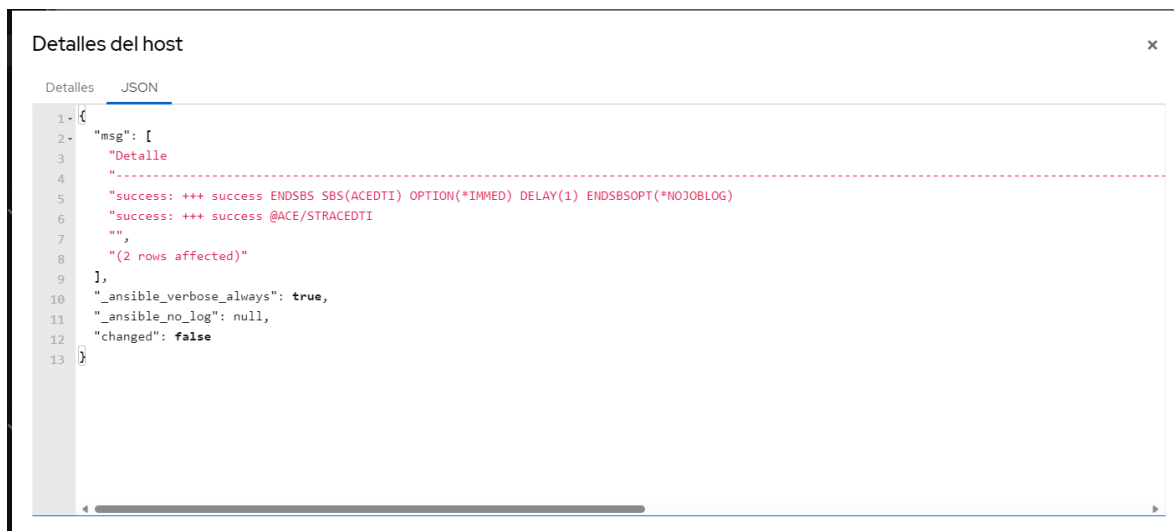 Detalles del host
×
Detalles JSON
1 {
2 "msg": [
3 "Detalle
4 "----------------------------------------------------------------------------------------------------------------------------------------------------
5 "success: +++ success ENDSBS SBS(ACEDTI) OPTION(*IMMED) DELAY(1) ENDSBSOPT(*NOJOBLOG)
6 "success: +++ success @ACE/STRACEDTI
7 "",
8 "(2 rows affected)"
9 ],
10 "_ansible_verbose_always": true,
11 "_ansible_no_log": null,
12 "changed": false
13 }